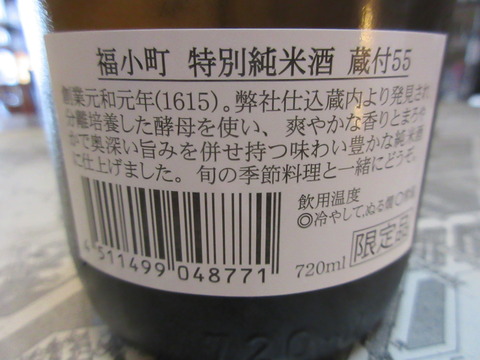 福小町 特別純米酒 蔵付55
創業元和元年(1615)。弊社仕込蔵内より発見され
分離培養した酵母を使い、爽やかな香りとまろや
かで奥深い旨みを併せ持つ味わい豊かな純米酒
に仕上げました。旬の季節料理と一緒にどうぞ。
飲用温度
◎冷やして、ぬる燗〇
720ml
限定品
4511499048771